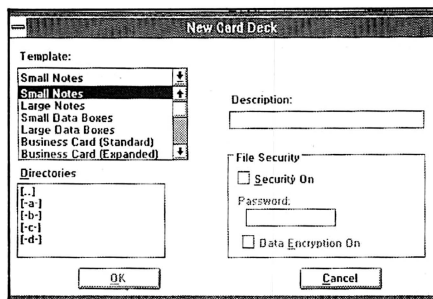 New Card Deck
Template:
Small Notes
Small Notes
Large Notes
Small Data Boxes
Large Data Boxes
Business Card (Standard)
Business Card (Expanded)
Directories
[..]
[-a-]
[-b-]
[-c-]
[-d-]
Description:
File Security
Security On
Password:
Data Encryption On
OK
Cancel